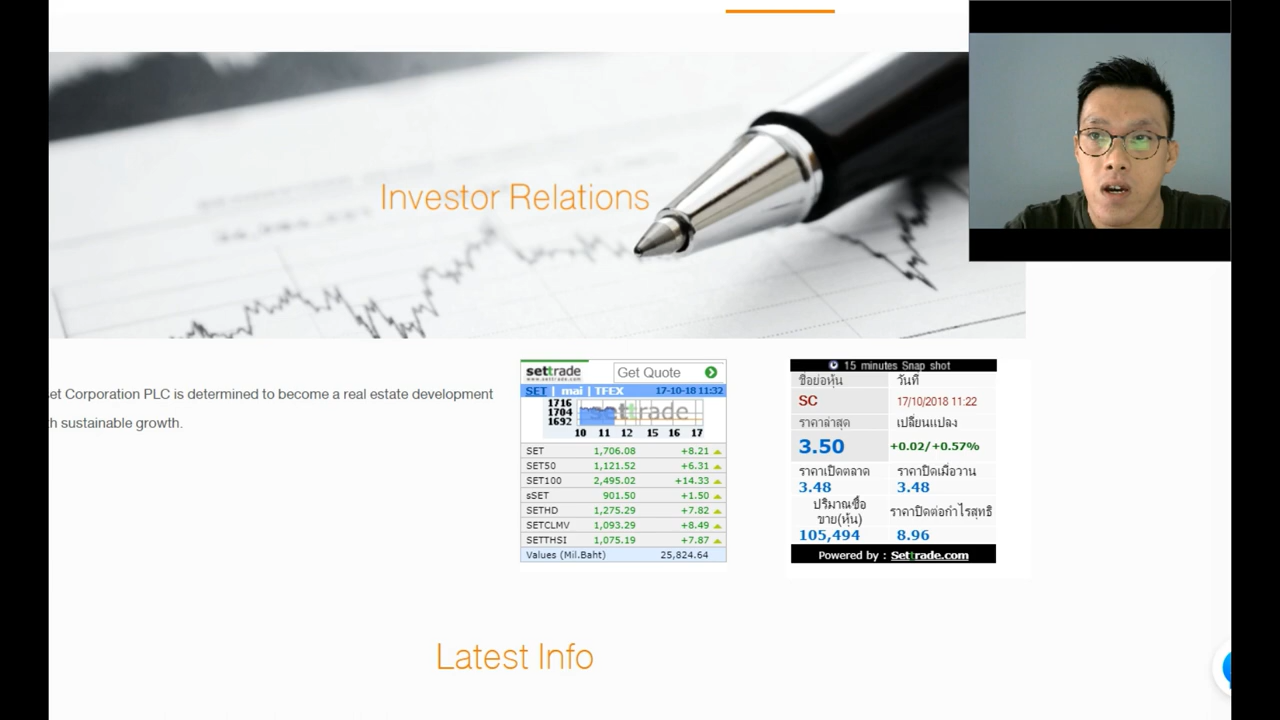 Investor Relations
et Corporation PLC is determined to become a real estate development
h sustainable growth.
settrade
www.settrade.com
Get Quote
SET | mai | TFEX 17-10-18 11:32
1716
1704
1692
settrade
10 11 12 15 16 17
SET 1,706.08 +8.21
SET50 1,121.52 +6.31
SET100 2,495.02 +14.33
sSET 901.50 +1.50
SETHD 1,275.29 +7.82
SETCLMV 1,093.29 +8.49
SETTHSI 1,075.19 +7.87
Values (Mil.Baht) 25,824.64
15 minutes Snap shot
ชื่อย่อหุ้น วันที่
SC 17/10/2018 11:22
ราคาล่าสุด เปลี่ยนแปลง
3.50 +0.02/+0.57%
ราคาเปิดตลาด ราคาปิดเมื่อวาน
3.48 3.48
ปริมาณซื้อ
ขาย(หุ้น) ราคาปิดต่อกำไรสุทธิ
105,494 8.96
Powered by : Settrade.com
Latest Info